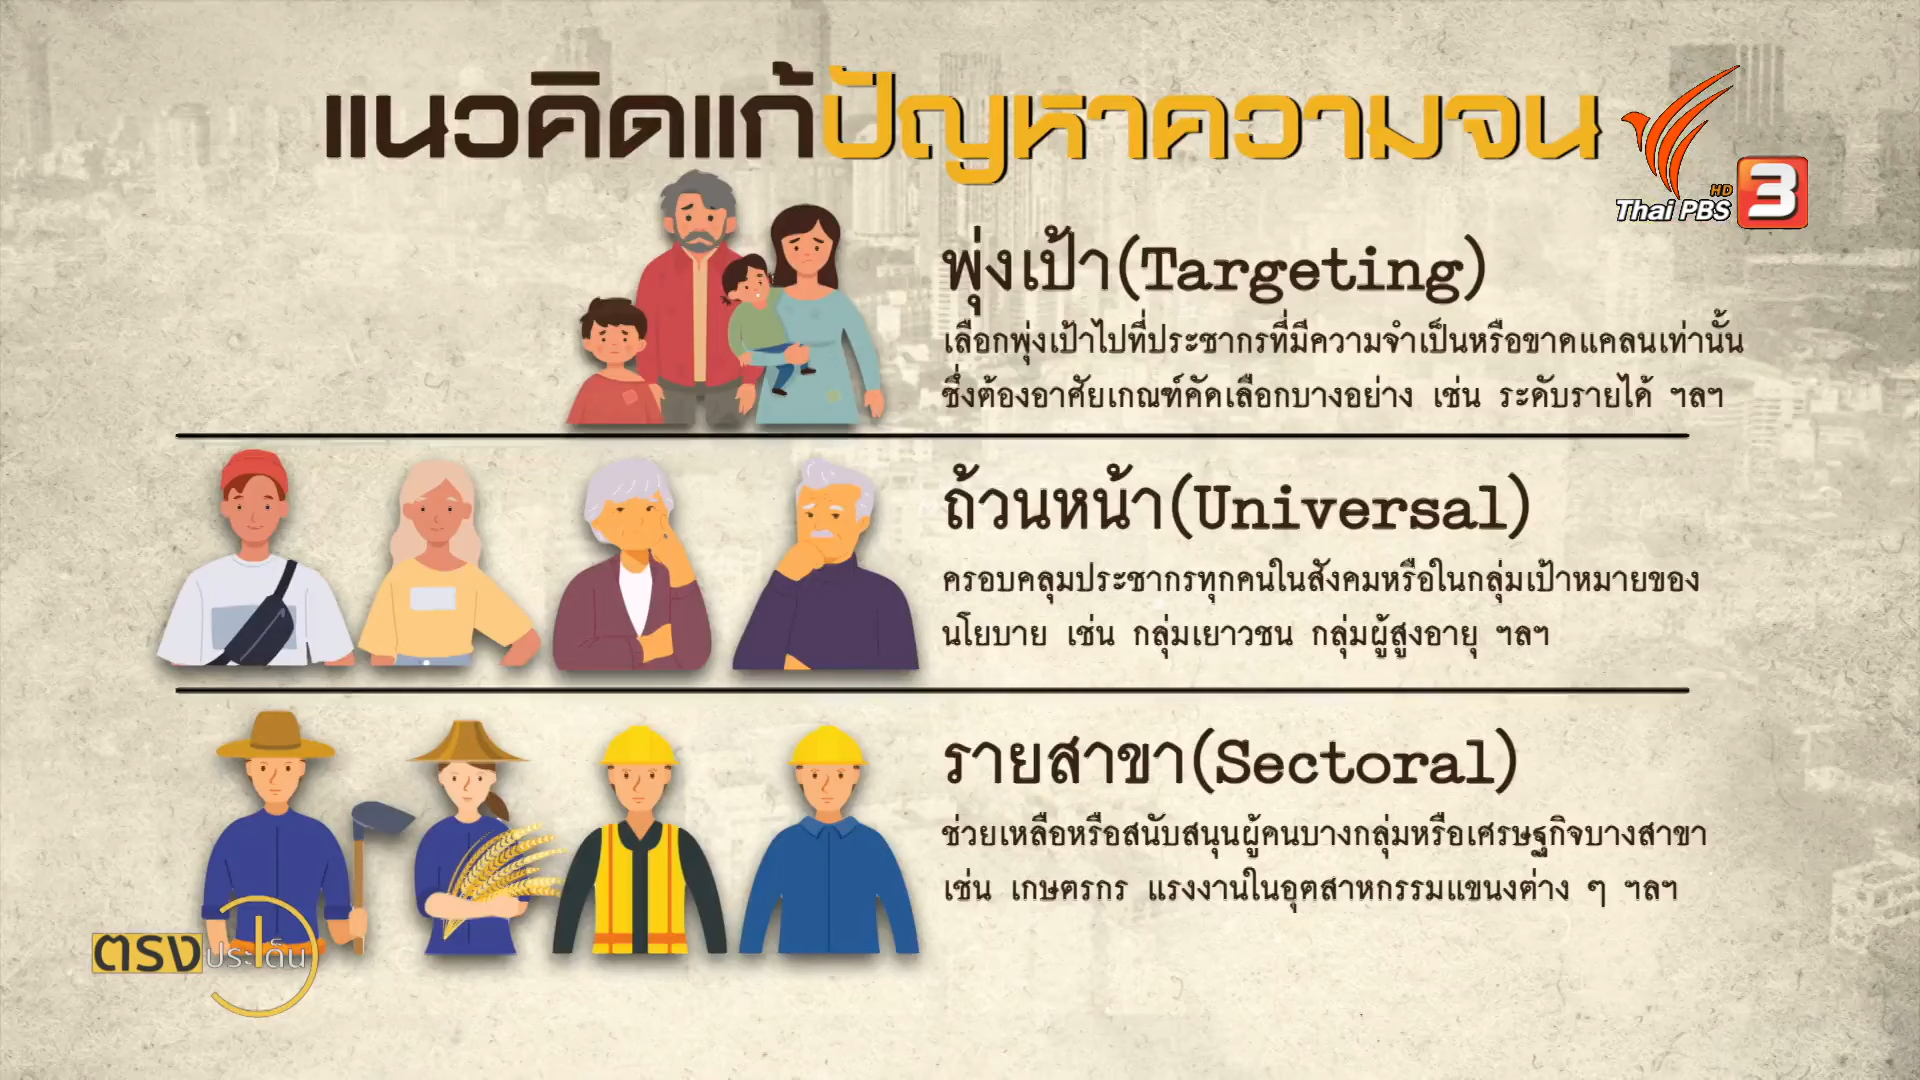 แนวคิดแก้ปัญหาความจน
HD
Thai PBS 3
พุ่งเป้า(Targeting)
เลือกพุ่งเป้าไปที่ประชากรที่มีความจำเป็นหรือขาดแคลนเท่านั้น
ซึ่งต้องอาศัยเกณฑ์คัดเลือกบางอย่าง เช่น ระดับรายได้ ฯลฯ
ถ้วนหน้า(Universal)
ครอบคลุมประชากรทุกคนในสังคมหรือในกลุ่มเป้าหมายของ
นโยบาย เช่น กลุ่มเยาวชน กลุ่มผู้สูงอายุ ฯลฯ
รายสาขา(Sectoral)
ช่วยเหลือหรือสนับสนุนผู้คนบางกลุ่มหรือเศรษฐกิจบางสาขา
เช่น เกษตรกร แรงงานในอุตสาหกรรมแขนงต่าง ๆ ฯลฯ
ตรงประเด็น